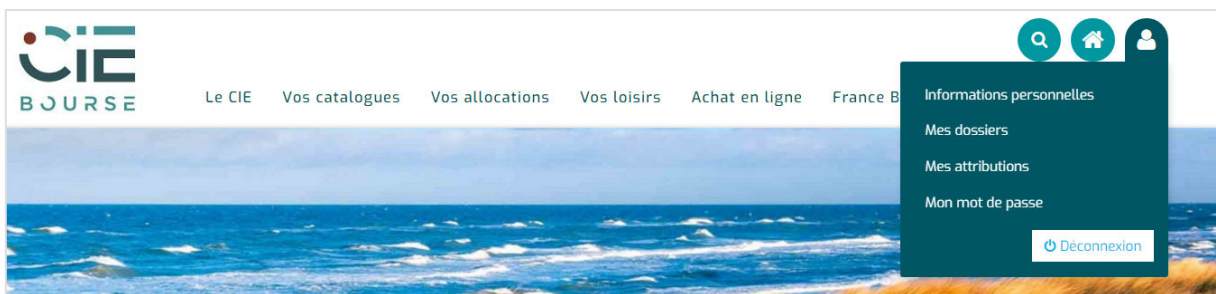 CIE
BOURSE
Le CIE Vos catalogues Vos allocations Vos loisirs Achat en ligne France B
Informations personnelles
Mes dossiers
Mes attributions
Mon mot de passe
Déconnexion